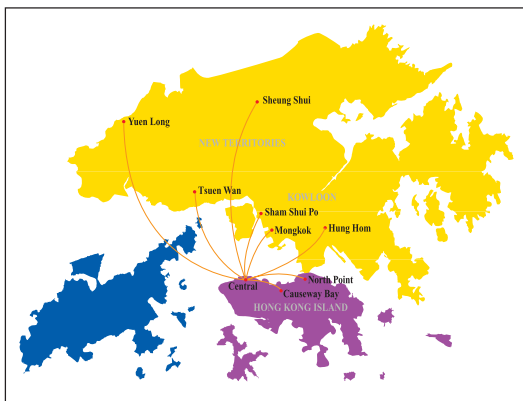 Sheung Shui
Yuen Long
NEW TERRITORIES
Tsuen Wan
KOWLOON
Sham Shui Po
Hung Hom
Mongkok
North Point
Central
Causeway Bay
HONG KONG ISLAND